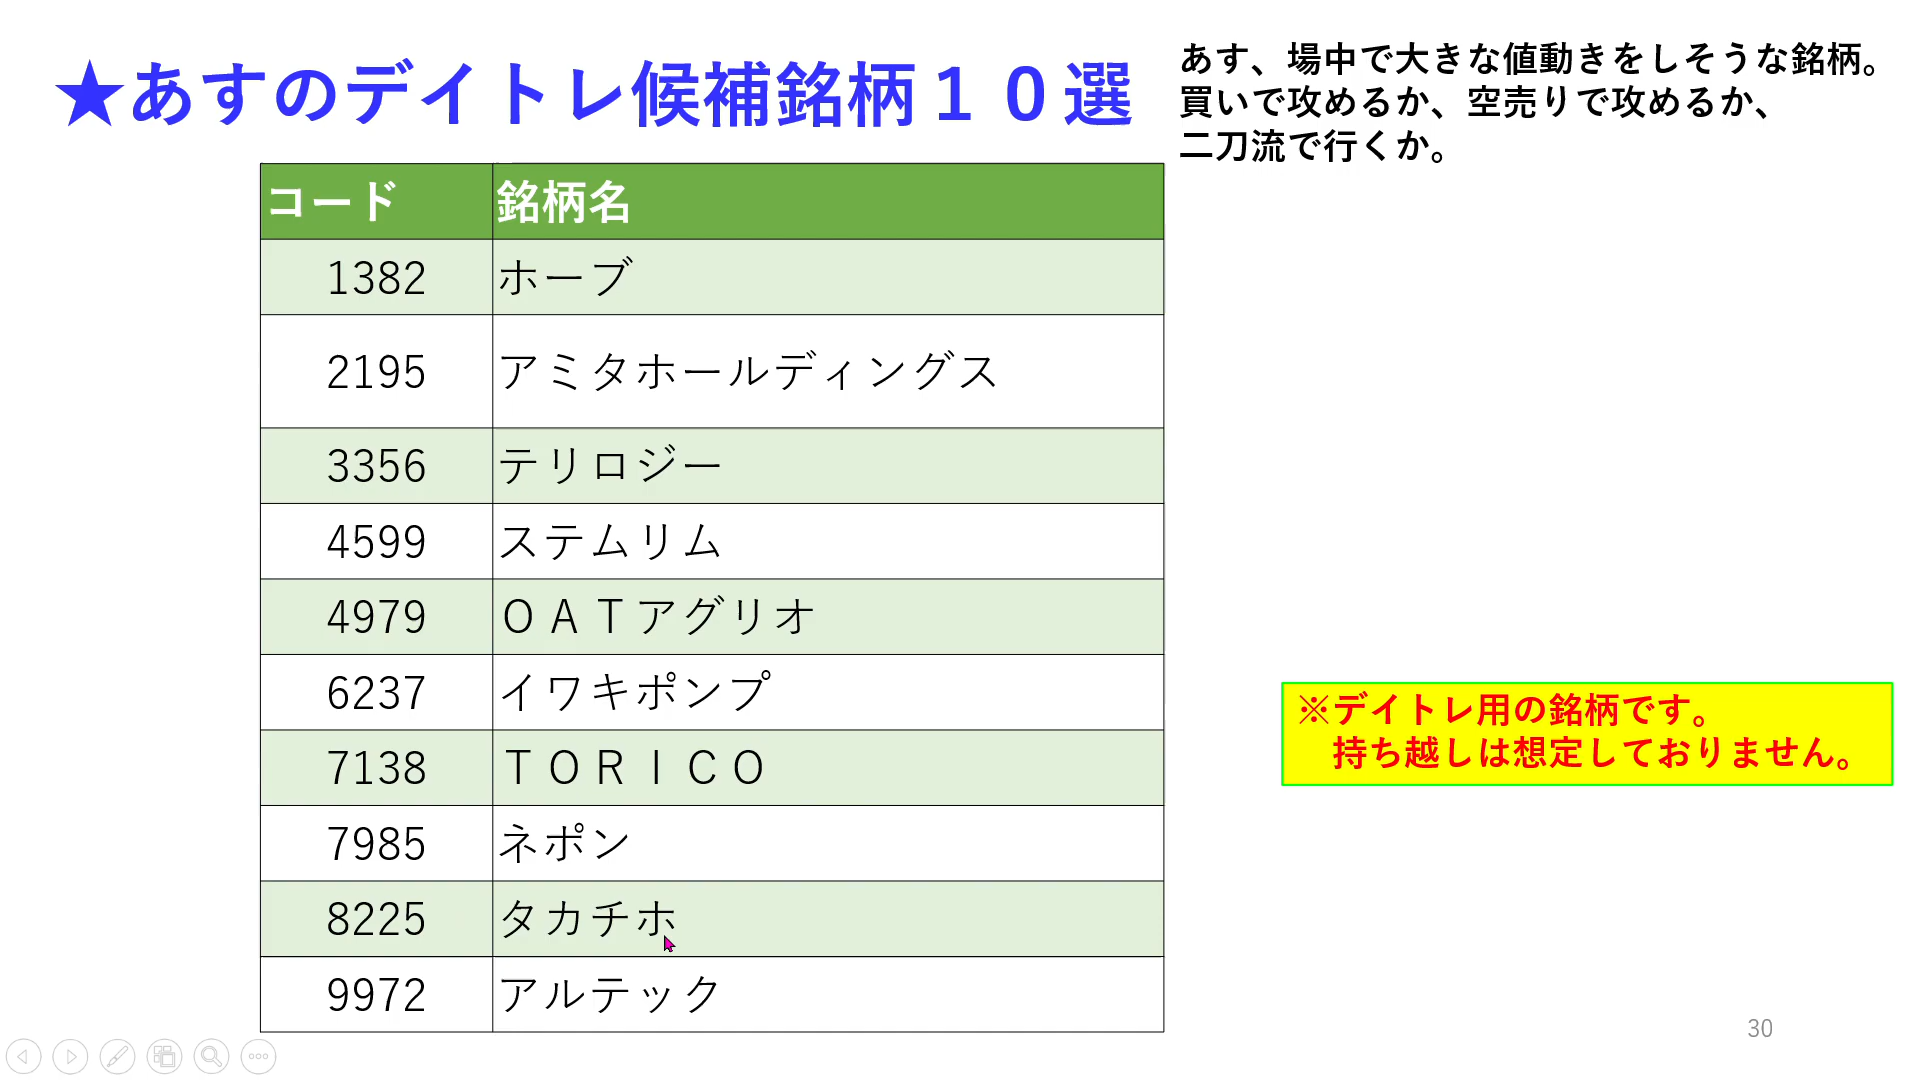 ★あすのデイトレ候補銘柄１０選
あす、場中で大きな値動きをしそうな銘柄。
買いで攻めるか、空売りで攻めるか、
二刀流で行くか。
コード 銘柄名
1382 ホーブ
2195 アミタホールディングス
3356 テリロジー
4599 ステムリム
4979 ＯＡＴアグリオ
6237 イワキポンプ
7138 ＴＯＲＩＣＯ
7985 ネポン
8225 タカチホ
9972 アルテック
※デイトレ用の銘柄です。
持ち越しは想定しておりません。
30